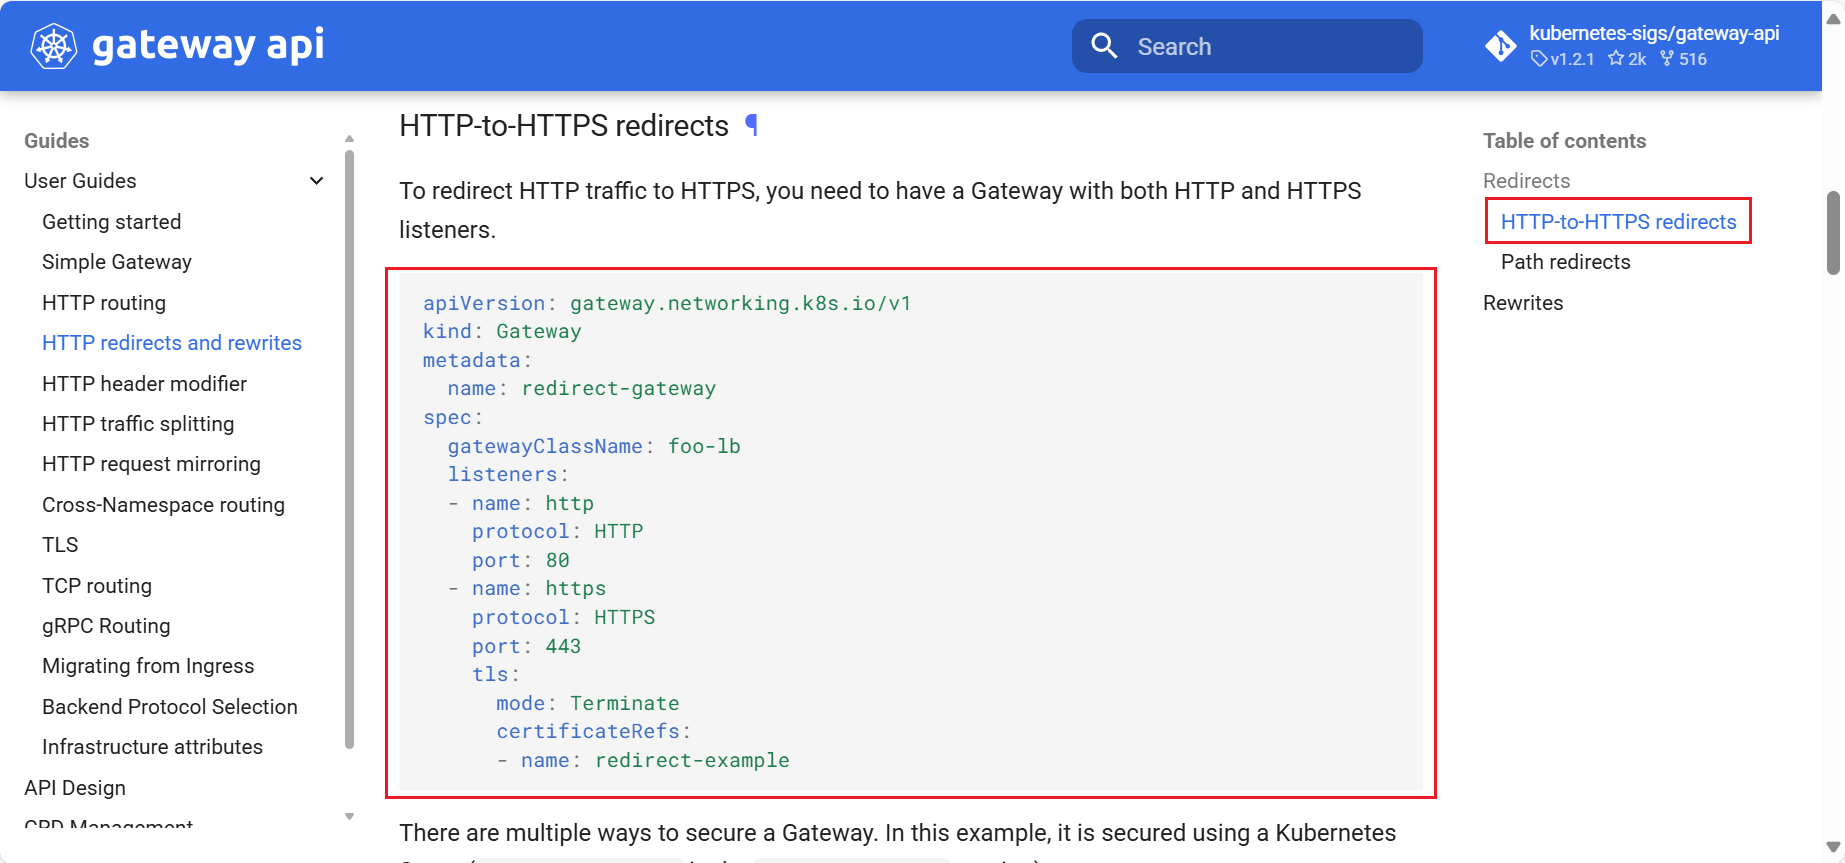 gateway api
Search
kubernetes-sigs/gateway-api
v1.2.1 2k 516
Guides
User Guides
Getting started
Simple Gateway
HTTP routing
HTTP redirects and rewrites
HTTP header modifier
HTTP traffic splitting
HTTP request mirroring
Cross-Namespace routing
TLS
TCP routing
gRPC Routing
Migrating from Ingress
Backend Protocol Selection
Infrastructure attributes
API Design
CRD Management
HTTP-to-HTTPS redirects ¶
To redirect HTTP traffic to HTTPS, you need to have a Gateway with both HTTP and HTTPS
listeners.
apiVersion: gateway.networking.k8s.io/v1
kind: Gateway
metadata:
  name: redirect-gateway
spec:
  gatewayClassName: foo-lb
  listeners:
  - name: http
    protocol: HTTP
    port: 80
  - name: https
    protocol: HTTPS
    port: 443
    tls:
      mode: Terminate
      certificateRefs:
      - name: redirect-example
There are multiple ways to secure a Gateway. In this example, it is secured using a Kubernetes
Table of contents
Redirects
HTTP-to-HTTPS redirects
Path redirects
Rewrites